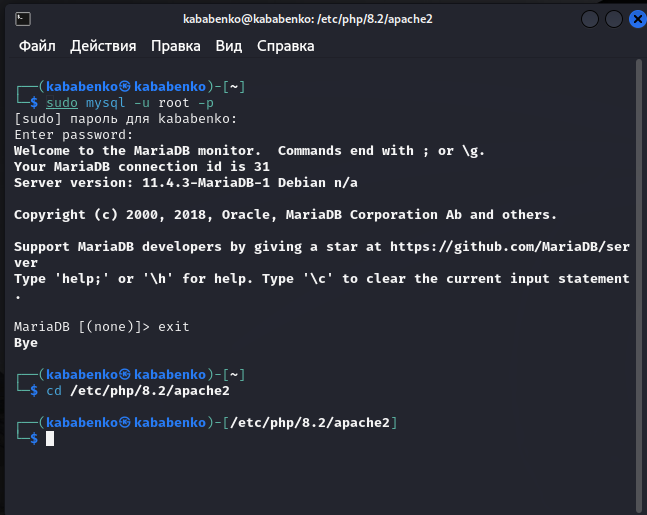 kababenko@kababenko: /etc/php/8.2/apache2
Файл Действия Правка Вид Справка
┌──(kababenko㉿kababenko)-[~]
└─$ sudo mysql -u root -p
[sudo] пароль для kababenko:
Enter password:
Welcome to the MariaDB monitor.  Commands end with ; or \g.
Your MariaDB connection id is 31
Server version: 11.4.3-MariaDB-1 Debian n/a
Copyright (c) 2000, 2018, Oracle, MariaDB Corporation Ab and others.
Support MariaDB developers by giving a star at https://github.com/MariaDB/ser
ver
Type 'help;' or '\h' for help. Type '\c' to clear the current input statement
.
MariaDB [(none)]> exit
Bye
┌──(kababenko㉿kababenko)-[~]
└─$ cd /etc/php/8.2/apache2
┌──(kababenko㉿kababenko)-[/etc/php/8.2/apache2]
└─$